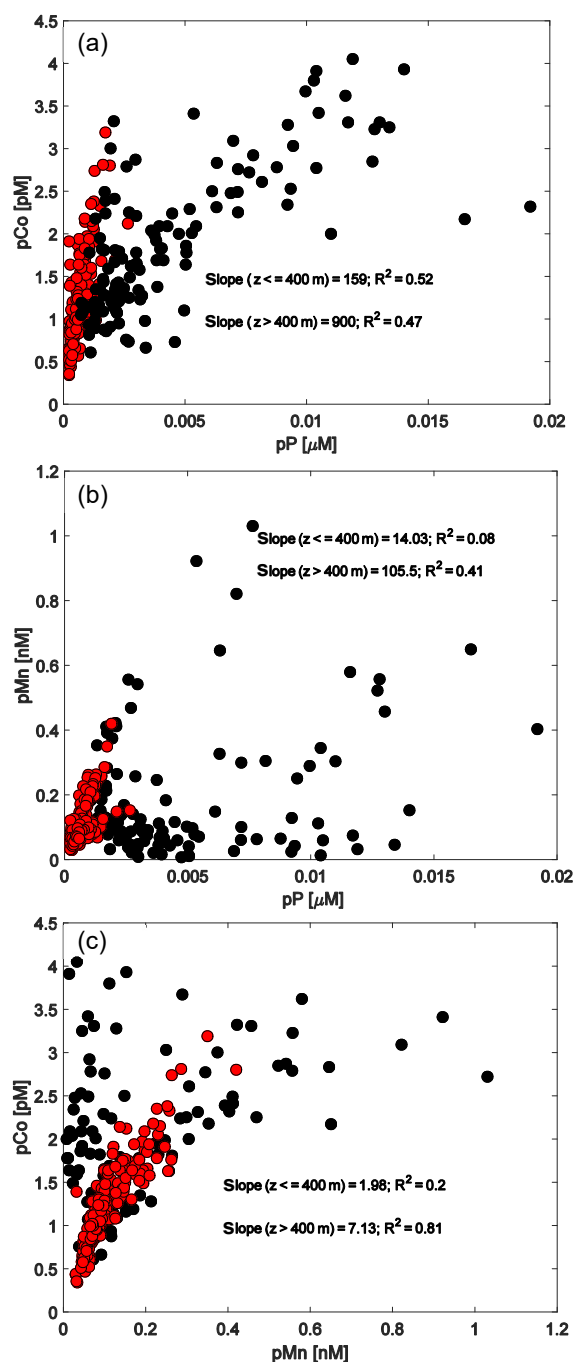 (a)
4.5
4
3.5
3
2.5
2
1.5
1
0.5
0
pCo [pM]
Slope (z <= 400 m) = 159; R² = 0.52
Slope (z > 400 m) = 900; R² = 0.47
0 0.005 0.01 0.015 0.02
pP [μM]
(b)
1.2
1
0.8
0.6
0.4
0.2
0
pMn [nM]
Slope (z <= 400 m) = 14.03; R² = 0.08
Slope (z > 400 m) = 105.5; R² = 0.41
0 0.005 0.01 0.015 0.02
pP [μM]
(c)
4.5
4
3.5
3
2.5
2
1.5
1
0.5
0
pCo [pM]
Slope (z <= 400 m) = 1.98; R² = 0.2
Slope (z > 400 m) = 7.13; R² = 0.81
0 0.2 0.4 0.6 0.8 1 1.2
pMn [nM]